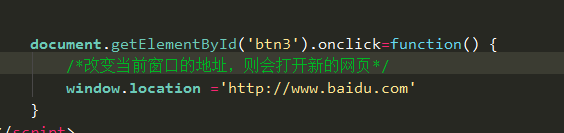 document.getElementById('btn3').onclick=function() {
/*改变当前窗口的地址，则会打开新的网页*/
window.location ='http://www.baidu.com'
}
</script>